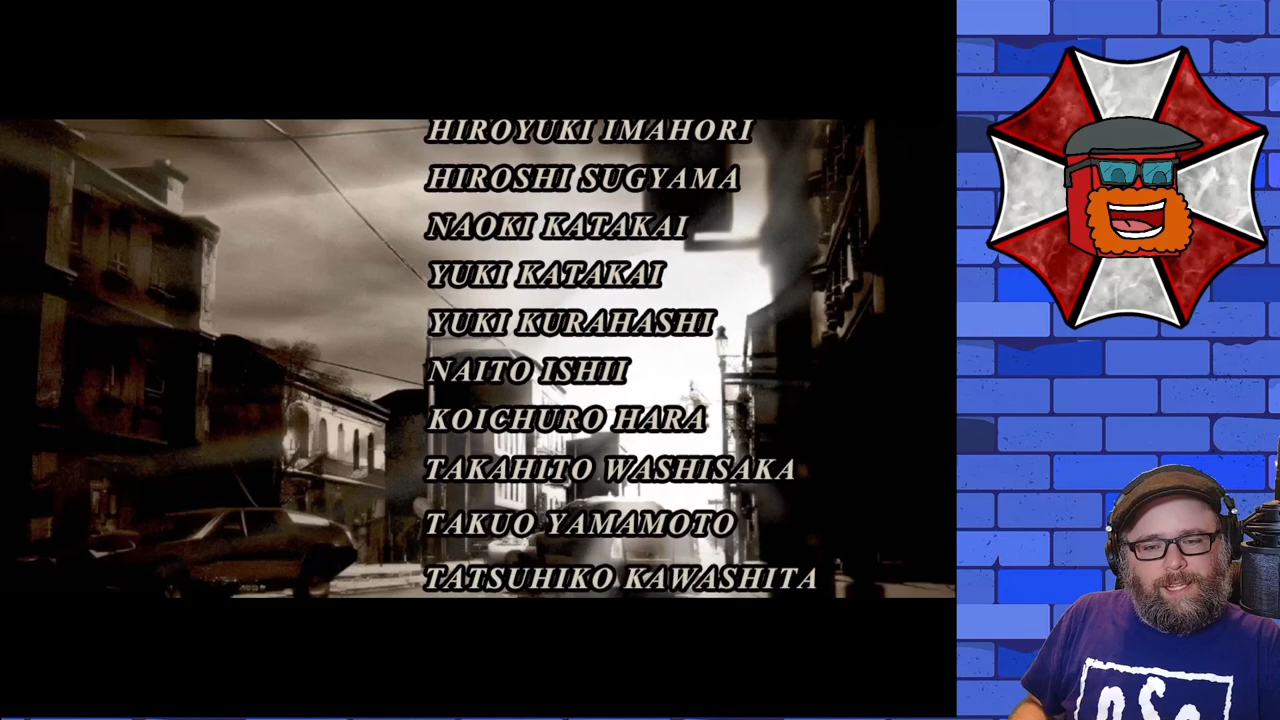 HIROYUKI IMAHORI
HIROSHI SUGYAMA
NAOKI KATAKAI
YUKI KATAKAI
YUKI KURAHASHI
NAITO ISHII
KOICHURO HARA
TAKAHITO WASHISAKA
TAKUO YAMAMOTO
TATSUHIKO KAWASHITA